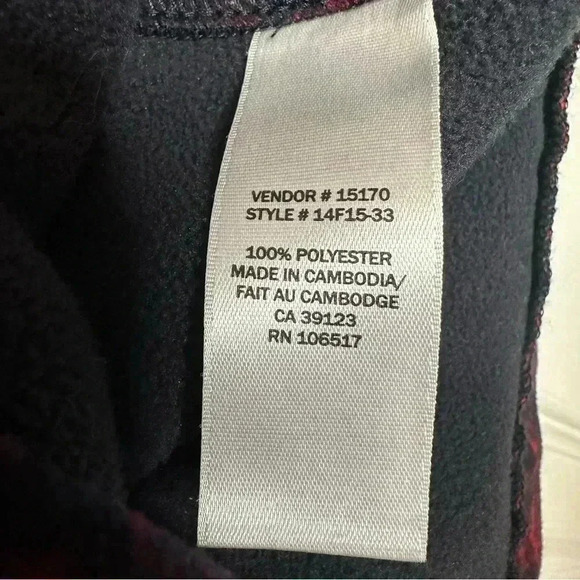 VENDOR # 15170
STYLE # 14F15-33
100% POLYESTER
MADE IN CAMBODIA/
FAIT AU CAMBODGE
CA 39123
RN 106517